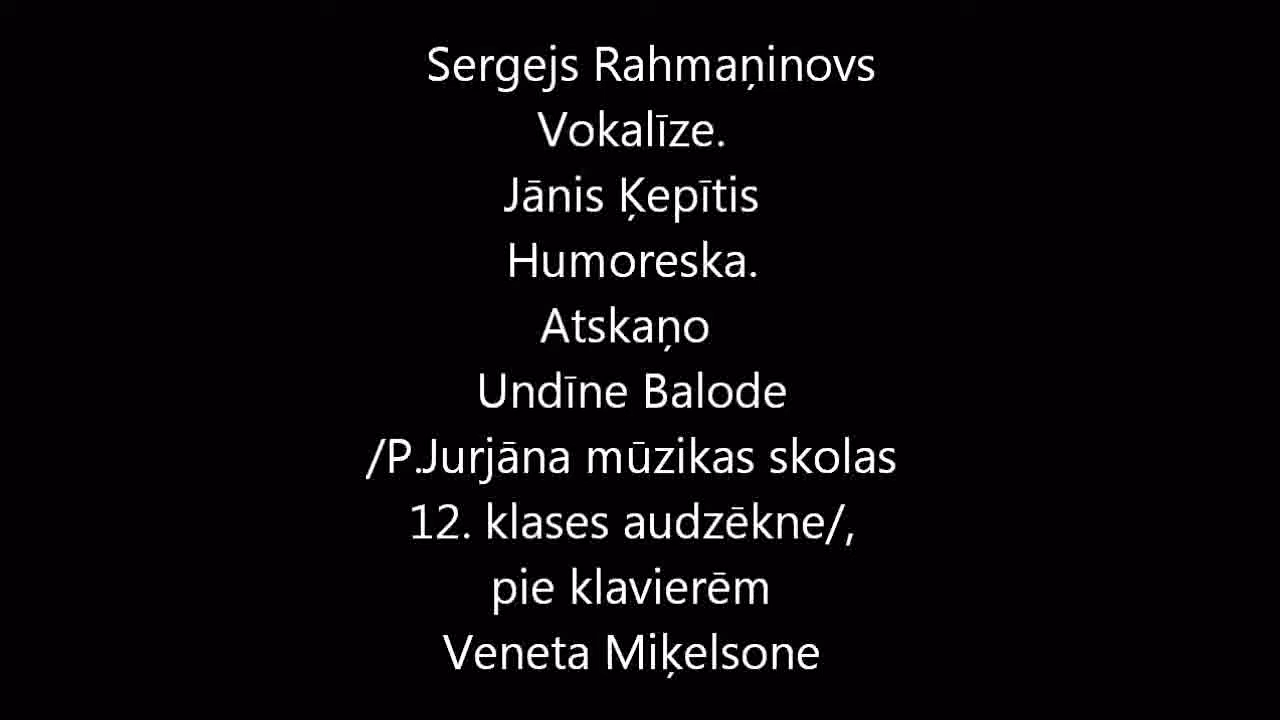 Sergejs Rahmaņinovs
Vokalīze.
Jānis Ķepītis
Humoreska.
Atskaņo
Undīne Balode
/P.Jurjāna mūzikas skolas
12. klases audzēkne/,
pie klavierēm
Veneta Miķelsone